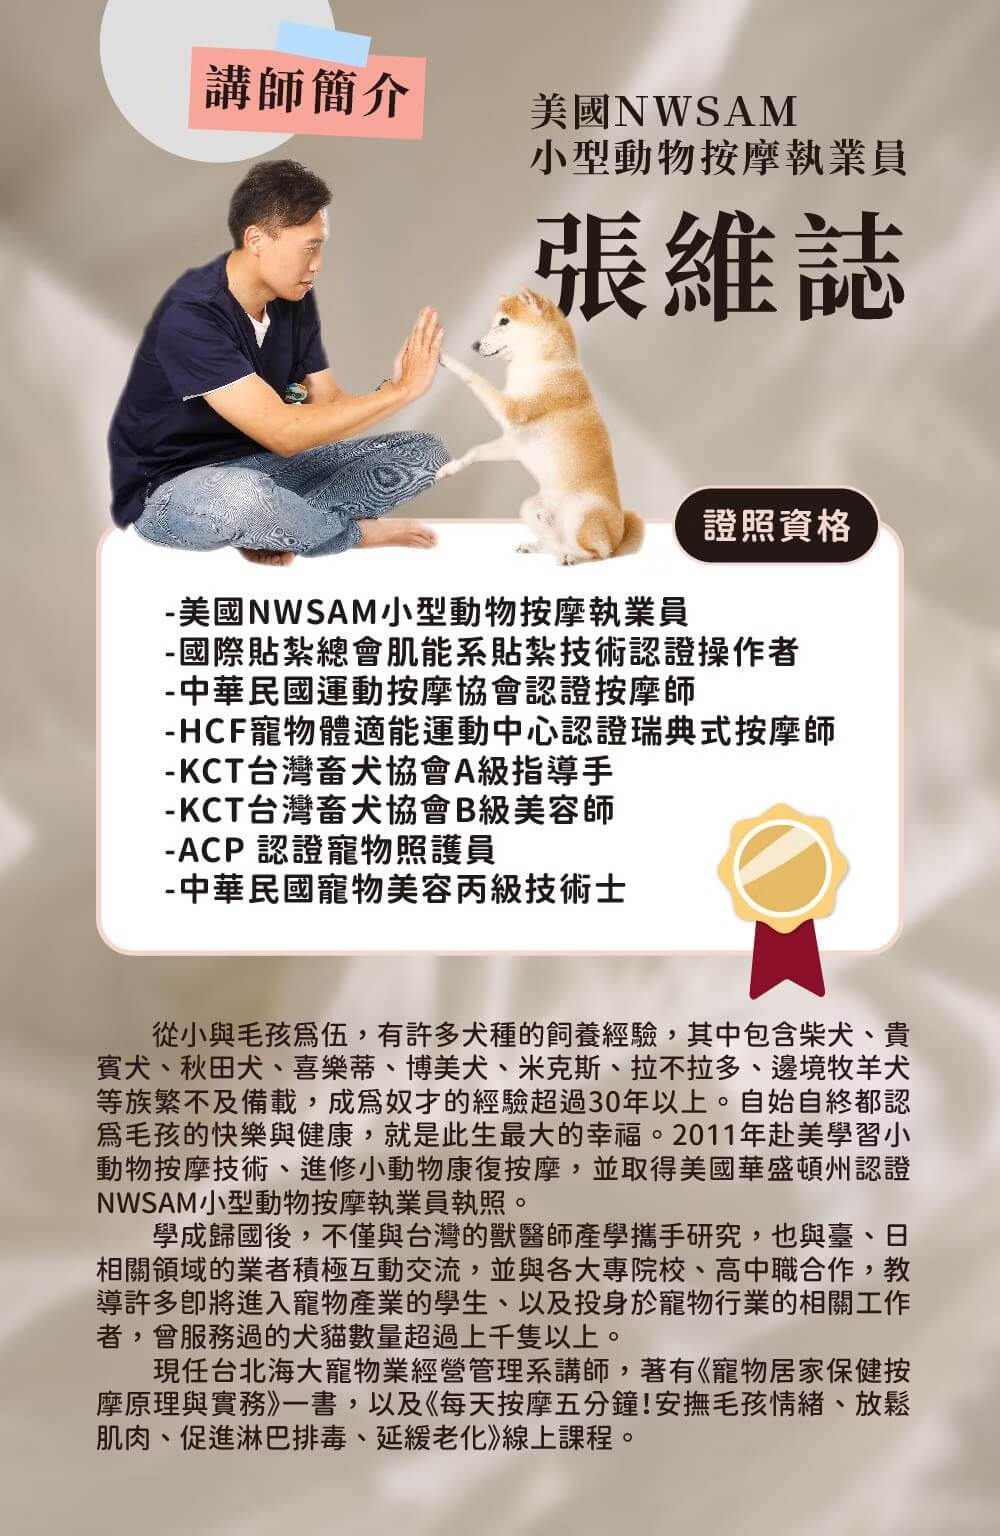 講師簡介
美國NWSAM
小型動物按摩執業員
張維誌
證照資格
-美國NWSAM小型動物按摩執業員
-國際貼紮總會肌能系貼紮技術認證操作者
-中華民國運動按摩協會認證按摩師
-HCF寵物體適能運動中心認證瑞典式按摩師
-KCT台灣畜犬協會A級指導手
-KCT台灣畜犬協會B級美容師
-ACP 認證寵物照護員
-中華民國寵物美容丙級技術士
從小與毛孩為伍，有許多犬種的飼養經驗，其中包含柴犬、貴
賓犬、秋田犬、喜樂蒂、博美犬、米克斯、拉不拉多、邊境牧羊犬
等族繁不及備載，成為奴才的經驗超過30年以上。自始自終都認
為毛孩的快樂與健康，就是此生最大的幸福。2011年赴美學習小
動物按摩技術、進修小動物康復按摩，並取得美國華盛頓州認證
NWSAM小型動物按摩執業員執照。
學成歸國後，不僅與台灣的獸醫師產學攜手研究，也與臺、日
相關領域的業者積極互動交流，並與各大專院校、高中職合作，教
導許多即將進入寵物產業的學生、以及投身於寵物行業的相關工作
者，曾服務過的犬貓數量超過上千隻以上。
現任台北海大寵物業經營管理系講師，著有《寵物居家保健按
摩原理與實務》一書，以及《每天按摩五分鐘!安撫毛孩情緒、放鬆
肌肉、促進淋巴排毒、延緩老化》線上課程。